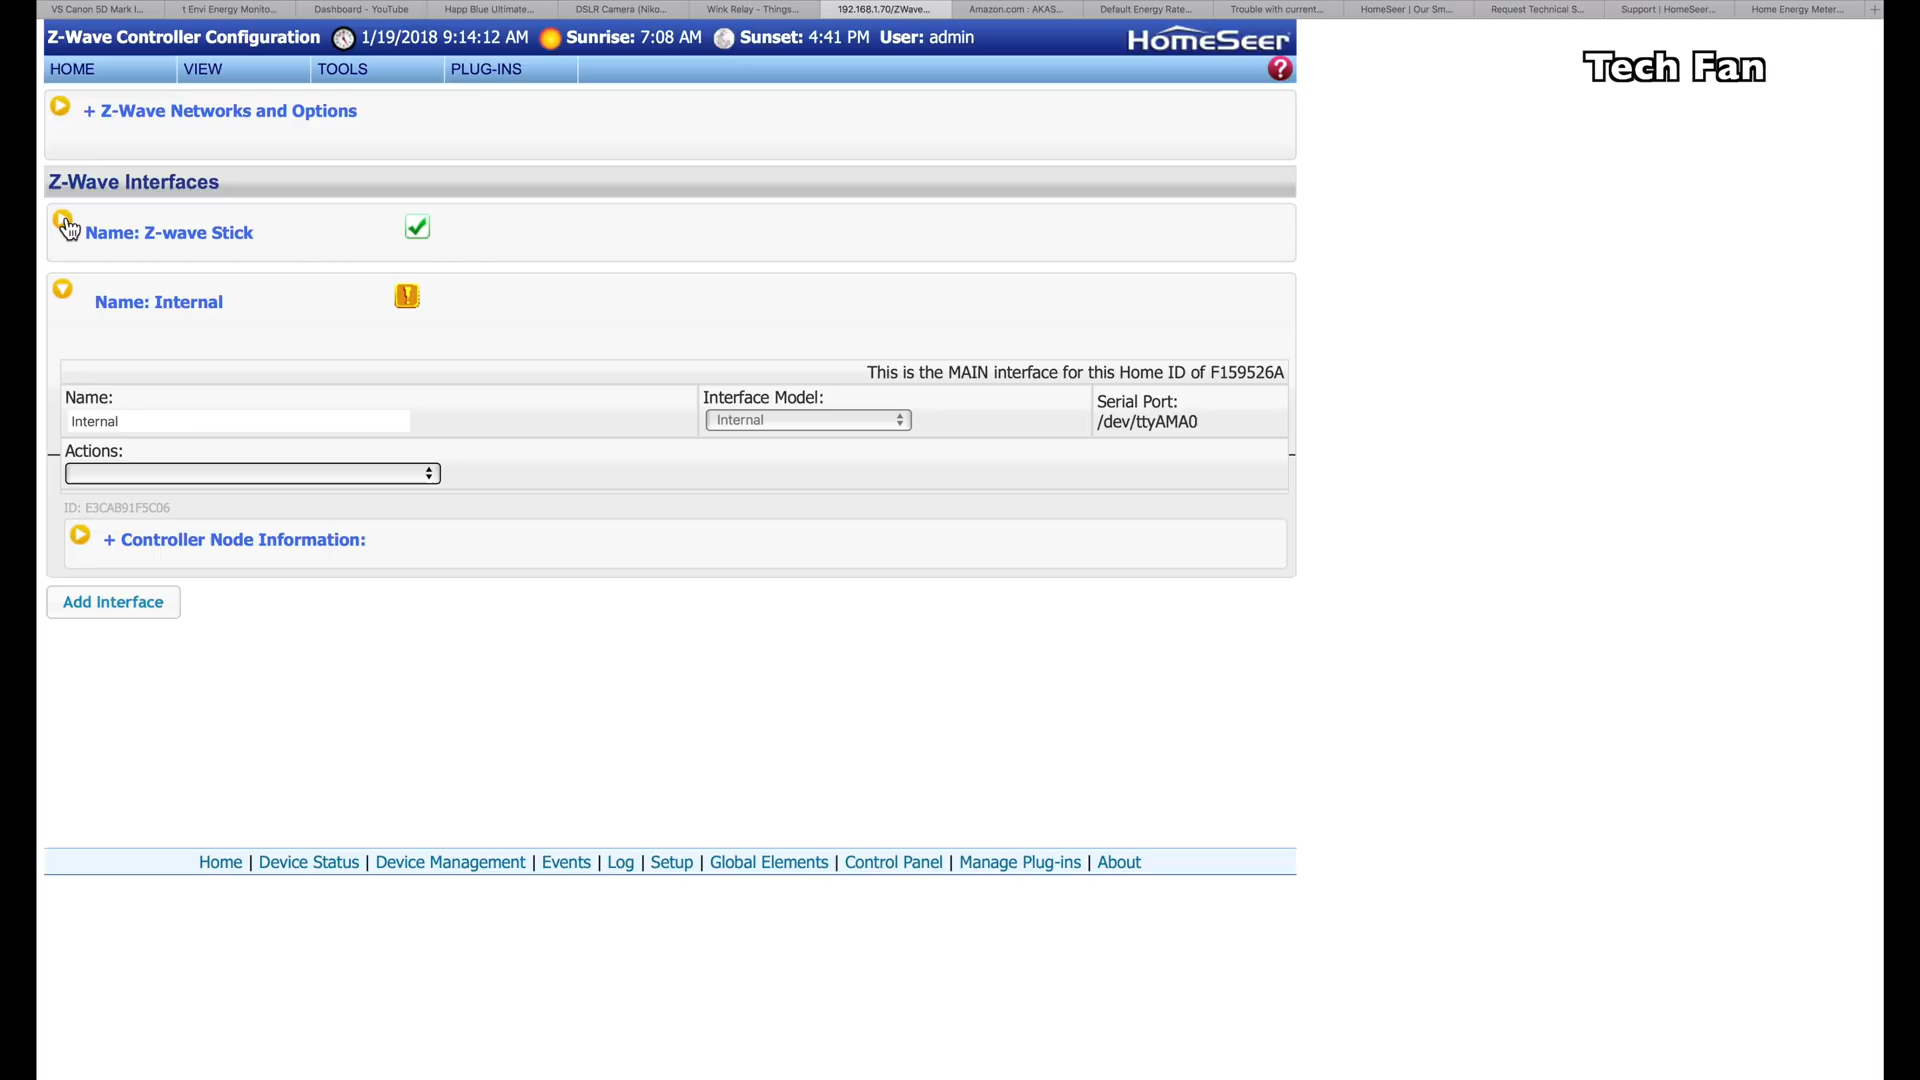 VS Canon 5D Mark I...
t Envi Energy Monito...
Dashboard - YouTube
Happ Blue Ultimate...
DSLR Camera (Niko...
Wink Relay - Things...
192.168.1.70/ZWave...
Amazon.com : AKAS...
Default Energy Rate...
Trouble with current...
HomeSeer | Our Sm...
Request Technical S...
Support | HomeSeer...
Home Energy Meter...
Z-Wave Controller Configuration 1/19/2018 9:14:12 AM Sunrise: 7:08 AM Sunset: 4:41 PM User: admin
HomeSeer
Tech Fan
HOME VIEW TOOLS PLUG-INS ?
+ Z-Wave Networks and Options
Z-Wave Interfaces
Name: Z-wave Stick
Name: Internal
This is the MAIN interface for this Home ID of F159526A
Name:
Internal
Interface Model:
Internal
Serial Port:
/dev/ttyAMA0
Actions:
ID: E3CAB91F5C06
+ Controller Node Information:
Add Interface
Home | Device Status | Device Management | Events | Log | Setup | Global Elements | Control Panel | Manage Plug-ins | About